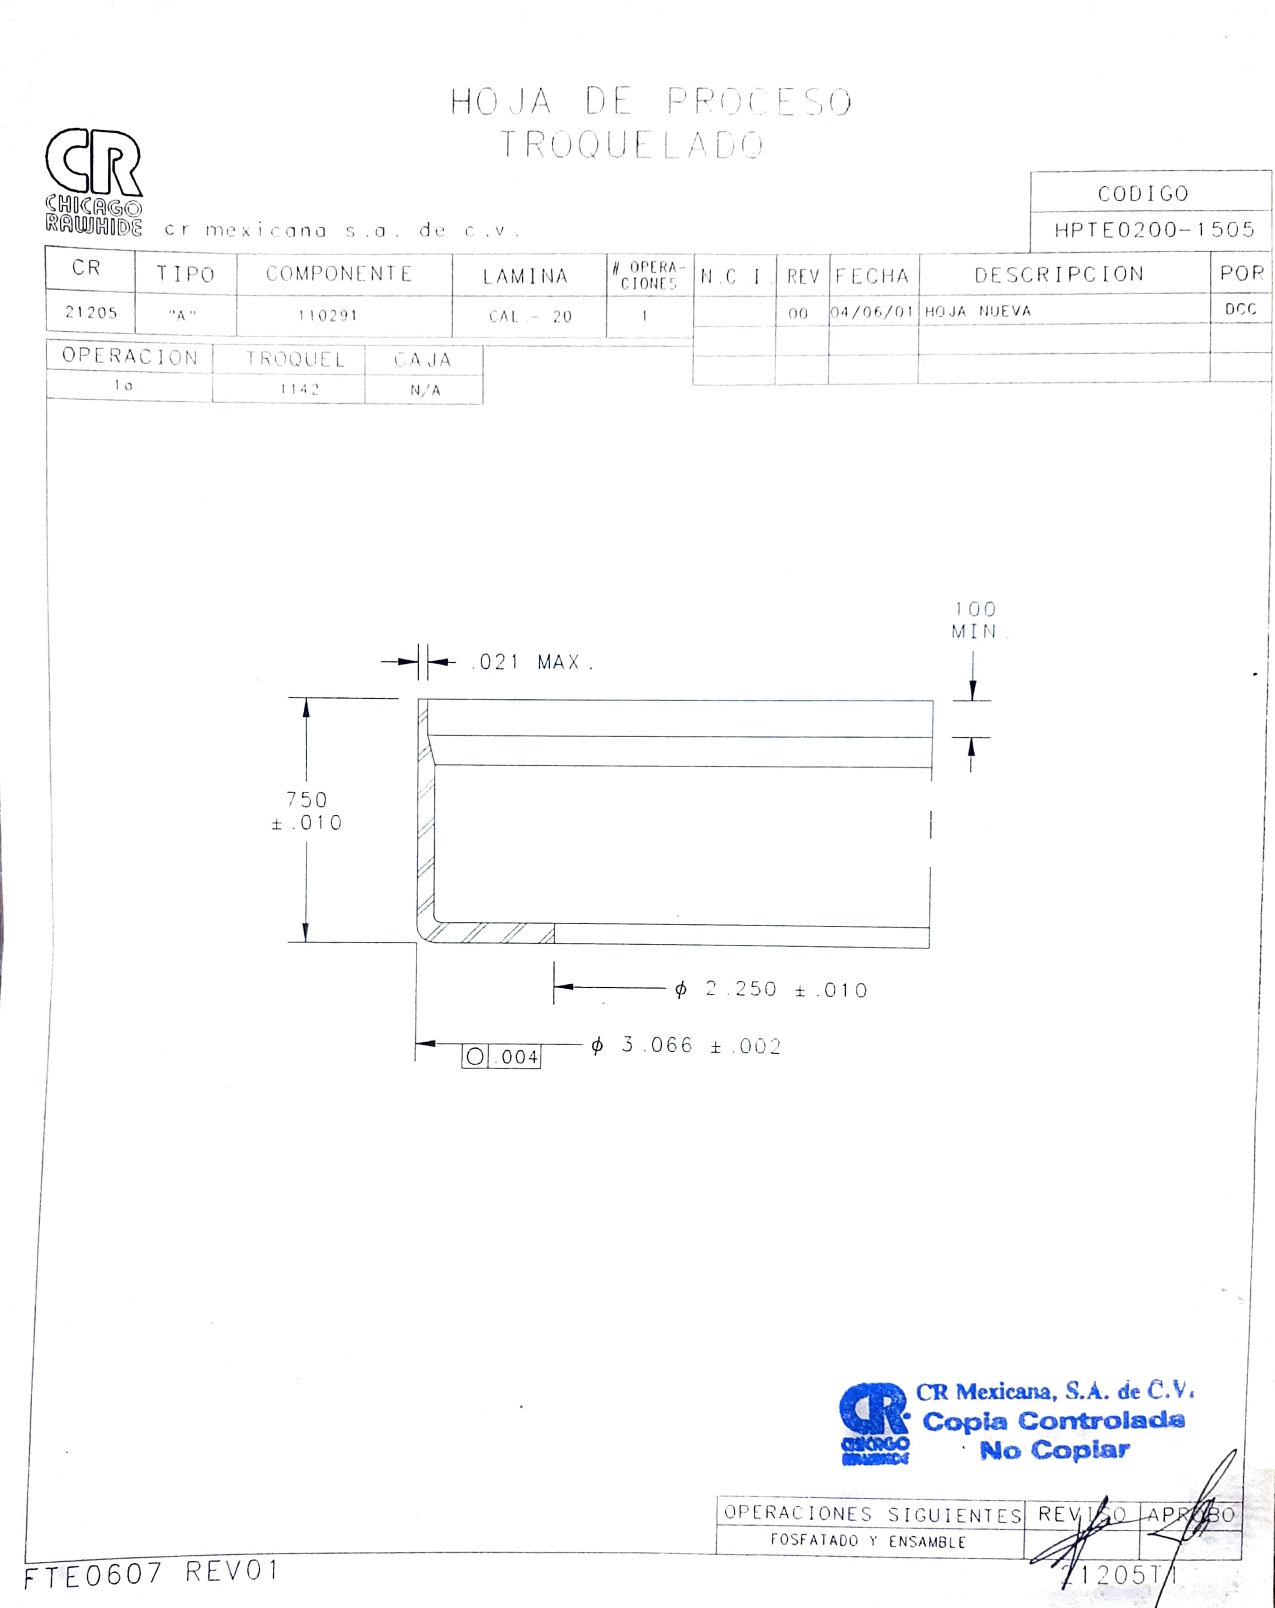 HOJA DE PROCESO
TROQUELADO
CR
CHICAGO
RAWHIDE
cr mexicana s.a. de c.v.
CODIGO
HPTE0200-1505
CR TIPO COMPONENTE LAMINA # OPERA-
CIONES N.C.I. REV FECHA DESCRIPCION POR
21205 "A" 110291 CAL.- 20 1 00 04/06/01 HOJA NUEVA DCC
OPERACION TROQUEL CAJA
1a. 1142 N/A
.100
MIN.
.021 MAX.
.750
±.010
ϕ 2.250 ±.010
ϕ 3.066 ±.002
○ .004
CR Mexicana, S.A. de C.V.
CR Copia Controlada
CHICAGO
RAWHIDE
No Copiar
OPERACIONES SIGUIENTES REVISO APROBO
FOSFATADO Y ENSAMBLE
FTE0607 REV01
21205T1